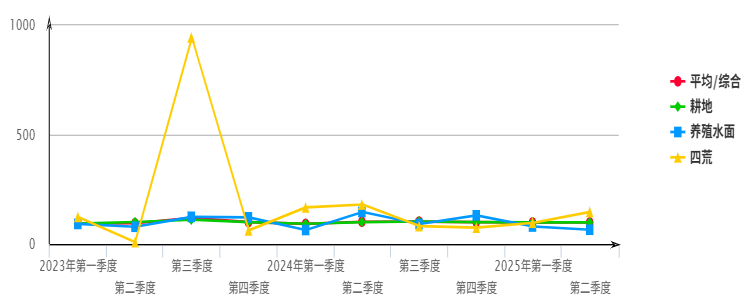 1000
500
0
平均/综合
耕地
养殖水面
四荒
2023年第一季度
第二季度
第三季度
第四季度
2024年第一季度
第二季度
第三季度
第四季度
2025年第一季度
第二季度